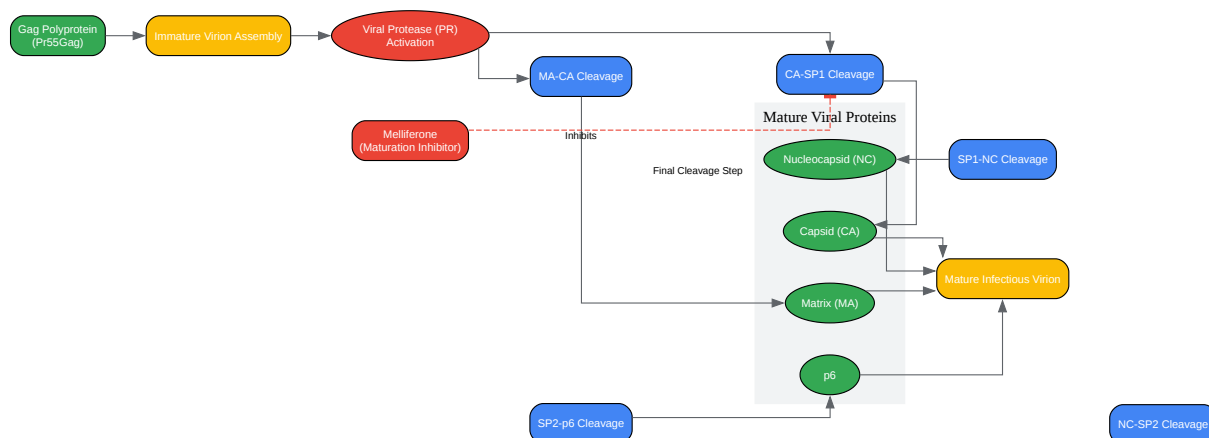 Gag Polyprotein
(Pr55Gag)
Immature Virion Assembly
Viral Protease (PR)
Activation
MA-CA Cleavage
CA-SP1 Cleavage
Mature Viral Proteins
Melliferone
(Maturation Inhibitor)
Inhibits
Nucleocapsid (NC)
SP1-NC Cleavage
Final Cleavage Step
Capsid (CA)
Mature Infectious Virion
Matrix (MA)
p6
SP2-p6 Cleavage
NC-SP2 Cleavage